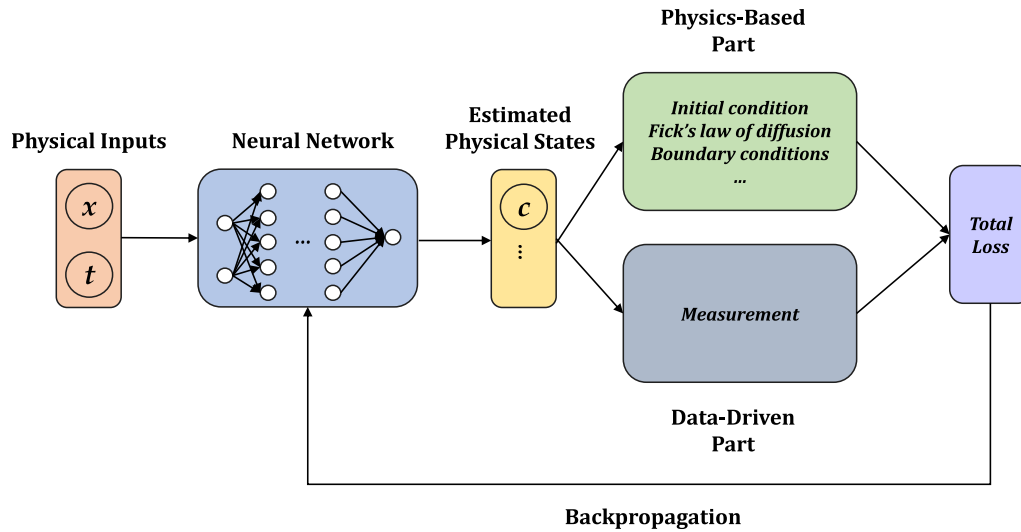 Physical Inputs
x
t
Neural Network
...
Estimated
Physical States
c
⋮
Physics-Based
Part
Initial condition
Fick's law of diffusion
Boundary conditions
...
Measurement
Data-Driven
Part
Total
Loss
Backpropagation